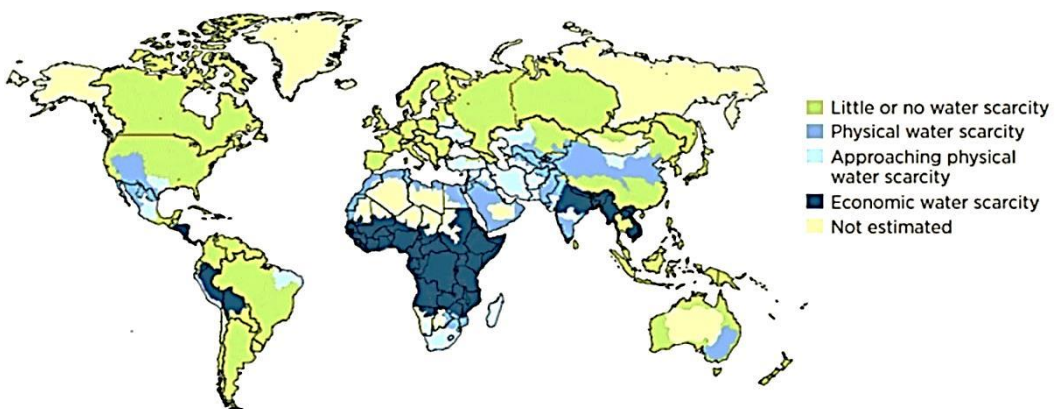 Little or no water scarcity
Physical water scarcity
Approaching physical
water scarcity
Economic water scarcity
Not estimated